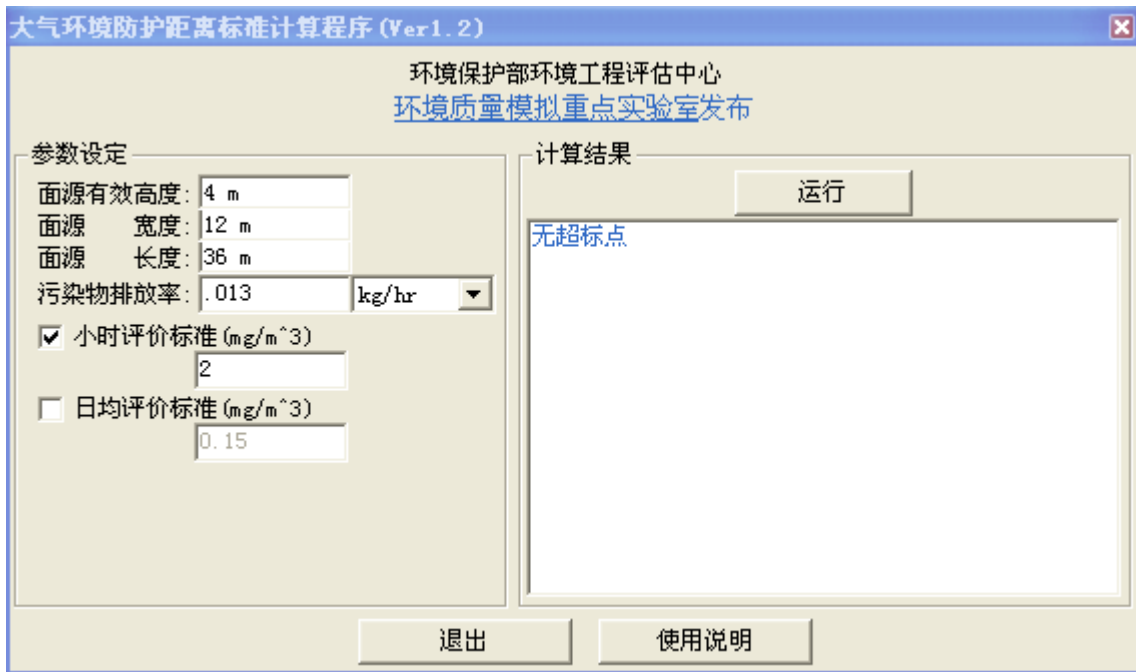 大气环境防护距离标准计算程序(Ver1.2)
环境保护部环境工程评估中心
环境质量模拟重点实验室发布
参数设定
面源有效高度: 4 m
面源 宽度: 12 m
面源 长度: 36 m
污染物排放率: .013 kg/hr
小时评价标准(mg/m^3)
2
日均评价标准(mg/m^3)
0.15
计算结果
运行
无超标点
退出 使用说明